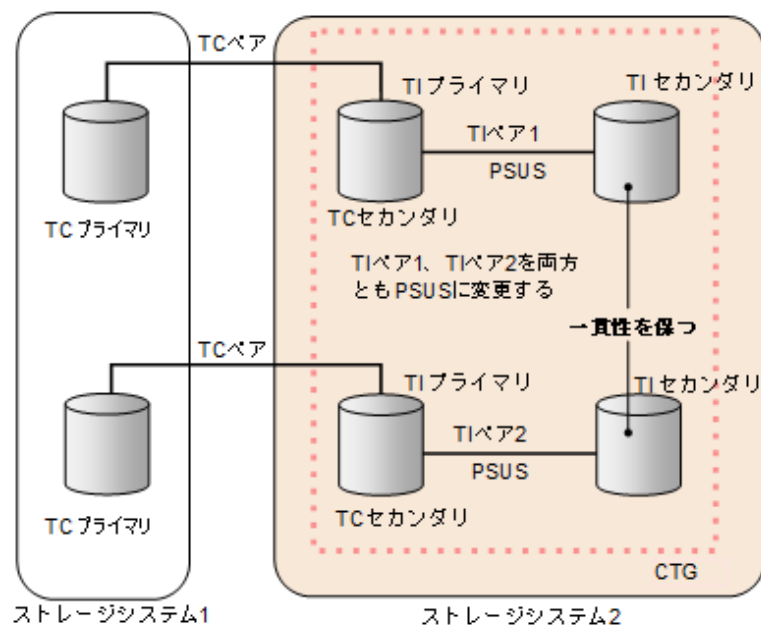 TCペア
TIプライマリ
TIセカンダリ
TIペア1
PSUS
TCプライマリ
TCセカンダリ
TIペア1、TIペア2を両方
ともPSUSに変更する
一貫性を保つ
TCペア
TIプライマリ
TIセカンダリ
TIペア2
PSUS
TCプライマリ
TCセカンダリ
CTG
ストレージシステム1
ストレージシステム2